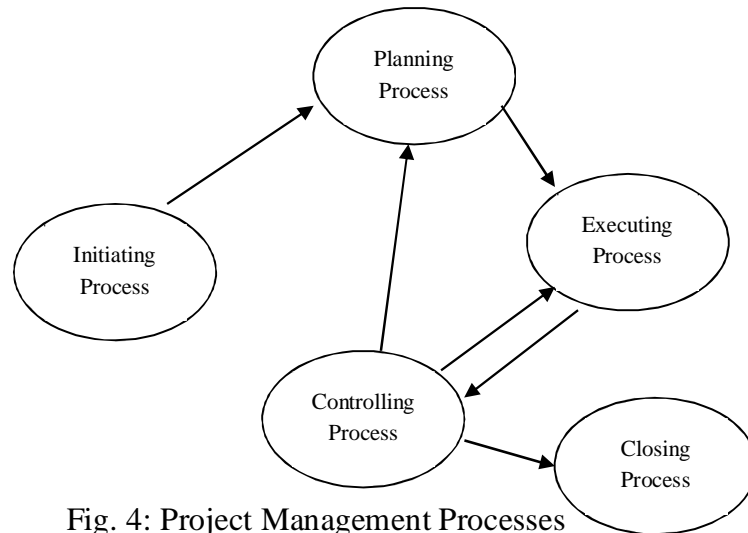 Planning
Process
Executing
Process
Initiating
Process
Controlling
Process
Closing
Process
Fig. 4: Project Management Processes